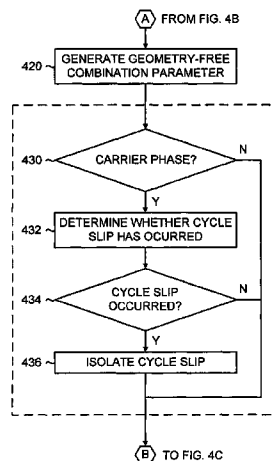 A FROM FIG. 4B
420 GENERATE GEOMETRY-FREE
COMBINATION PARAMETER
430 CARRIER PHASE? N
Y
432 DETERMINE WHETHER CYCLE
SLIP HAS OCURRED
434 CYCLE SLIP
OCCURRED? N
Y
436 ISOLATE CYCLE SLIP
B TO FIG. 4C